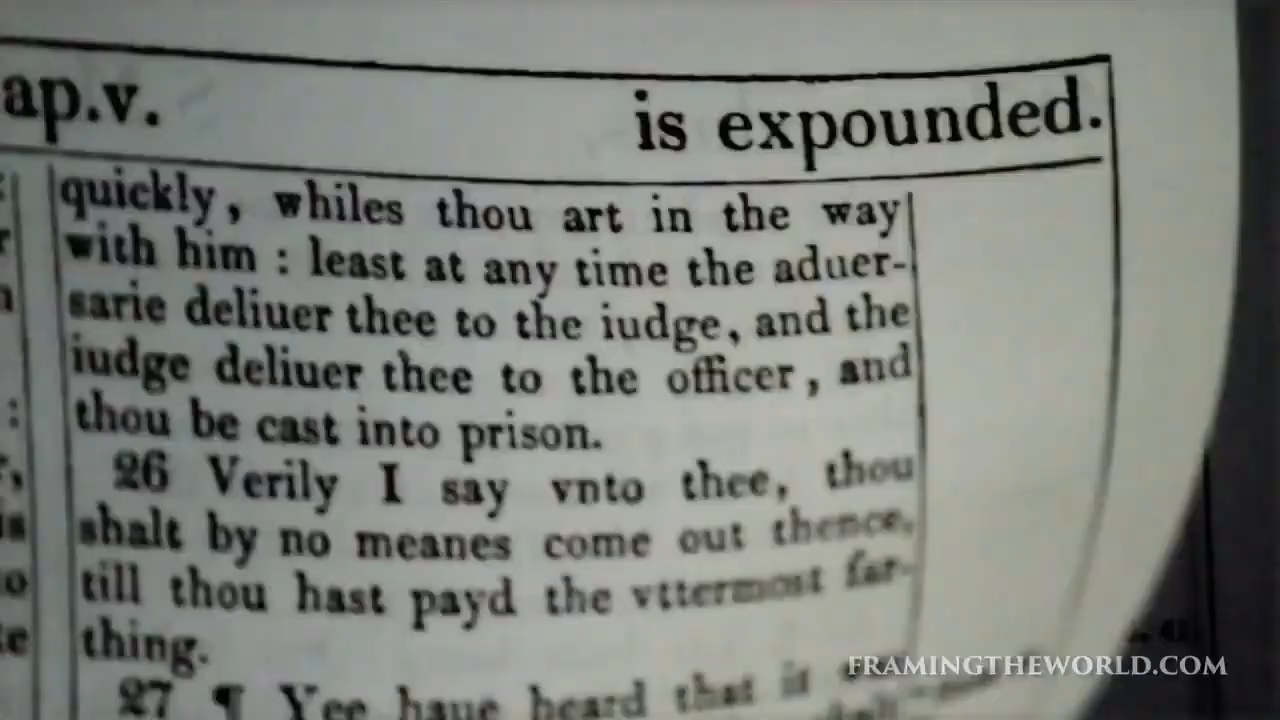 ap.v. is expounded.
quickly, whiles thou art in the way
with him : least at any time the aduer-
sarie deliuer thee to the iudge, and the
iudge deliuer thee to the officer, and
thou be cast into prison.
26 Verily I say vnto thee, thou
shalt by no meanes come out thence,
till thou hast payd the vttermost far-
thing.
27 ¶ Yee haue heard that it
FRAMINGTHEWORLD.COM